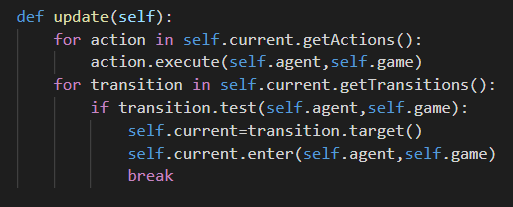 def update(self):
    for action in self.current.getActions():
        action.execute(self.agent,self.game)
    for transition in self.current.getTransitions():
        if transition.test(self.agent,self.game):
            self.current=transition.target()
            self.current.enter(self.agent,self.game)
            break